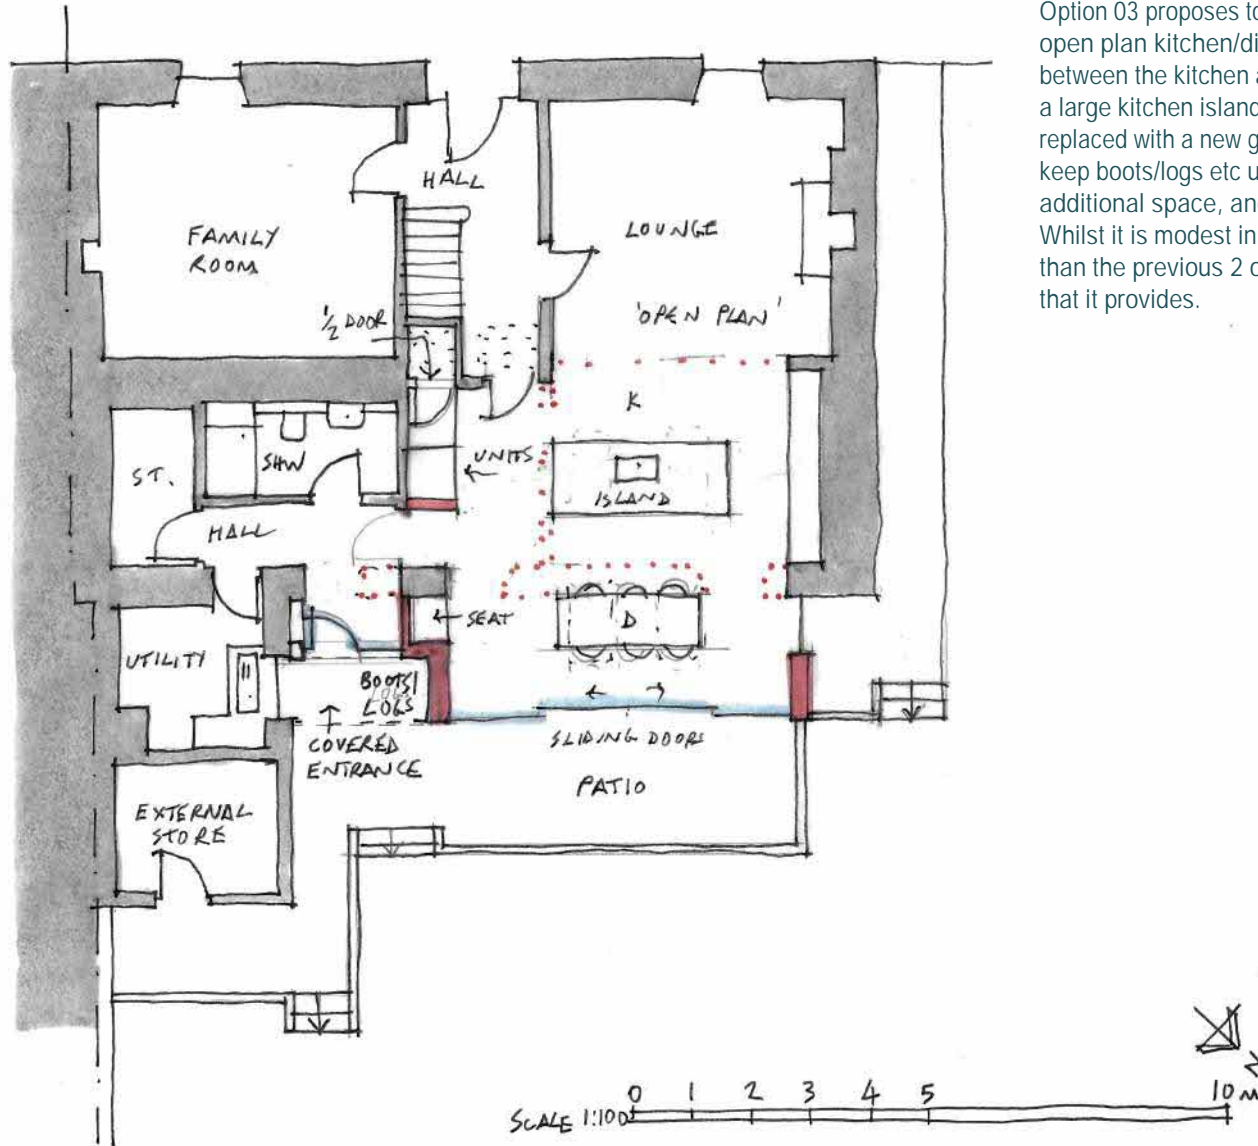 Option 03 proposes to
open plan kitchen/di
between the kitchen a
a large kitchen island
replaced with a new g
keep boots/logs etc u
additional space, an
Whilst it is modest in
than the previous 2 o
that it provides.
HALL
FAMILY
ROOM
LOUNGE
½ DOOR
'OPEN PLAN'
K
UNITS
ST.
SHW
ISLAND
HALL
SEAT
D
UTILITY
BOOTS/
LOGS
COVERED
ENTRANCE
SLIDING DOORS
PATIO
EXTERNAL
STORE
N
SCALE 1:100
0 1 2 3 4 5 10 m